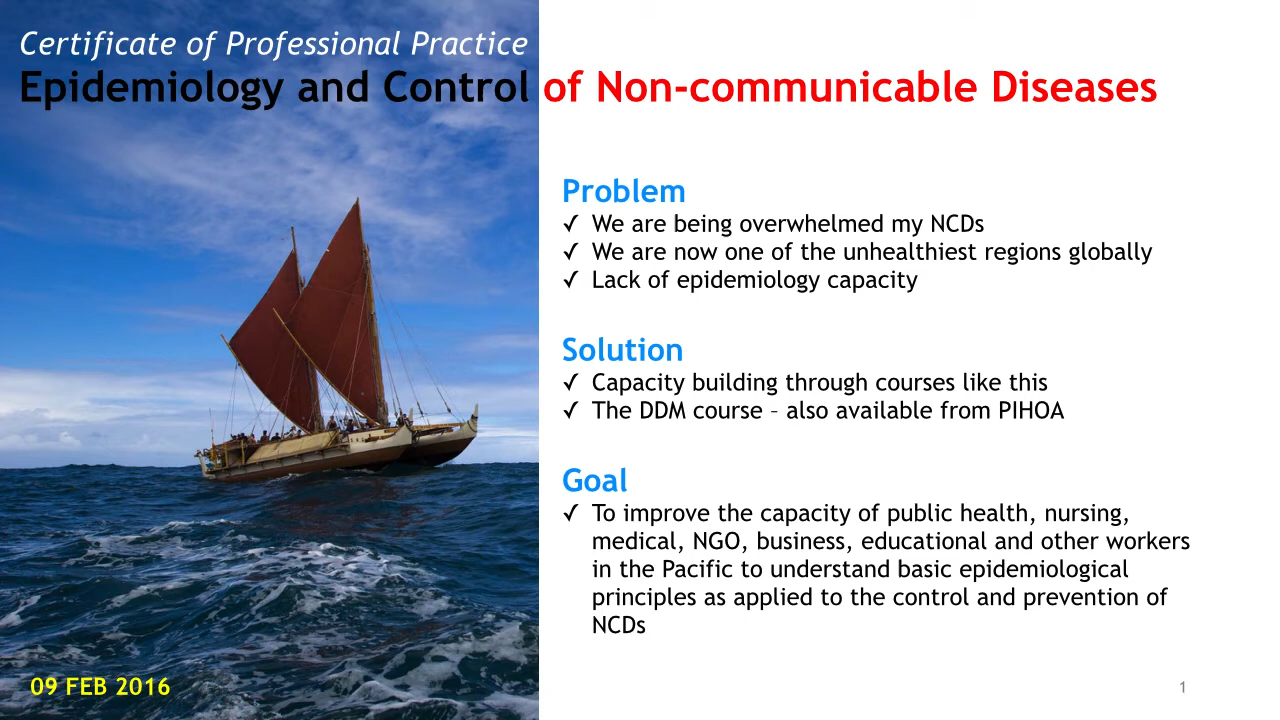 Certificate of Professional Practice
Epidemiology and Control of Non-communicable Diseases
Problem
✓ We are being overwhelmed my NCDs
✓ We are now one of the unhealthiest regions globally
✓ Lack of epidemiology capacity
Solution
✓ Capacity building through courses like this
✓ The DDM course – also available from PIHOA
Goal
✓ To improve the capacity of public health, nursing,
medical, NGO, business, educational and other workers
in the Pacific to understand basic epidemiological
principles as applied to the control and prevention of
NCDs
09 FEB 2016
1